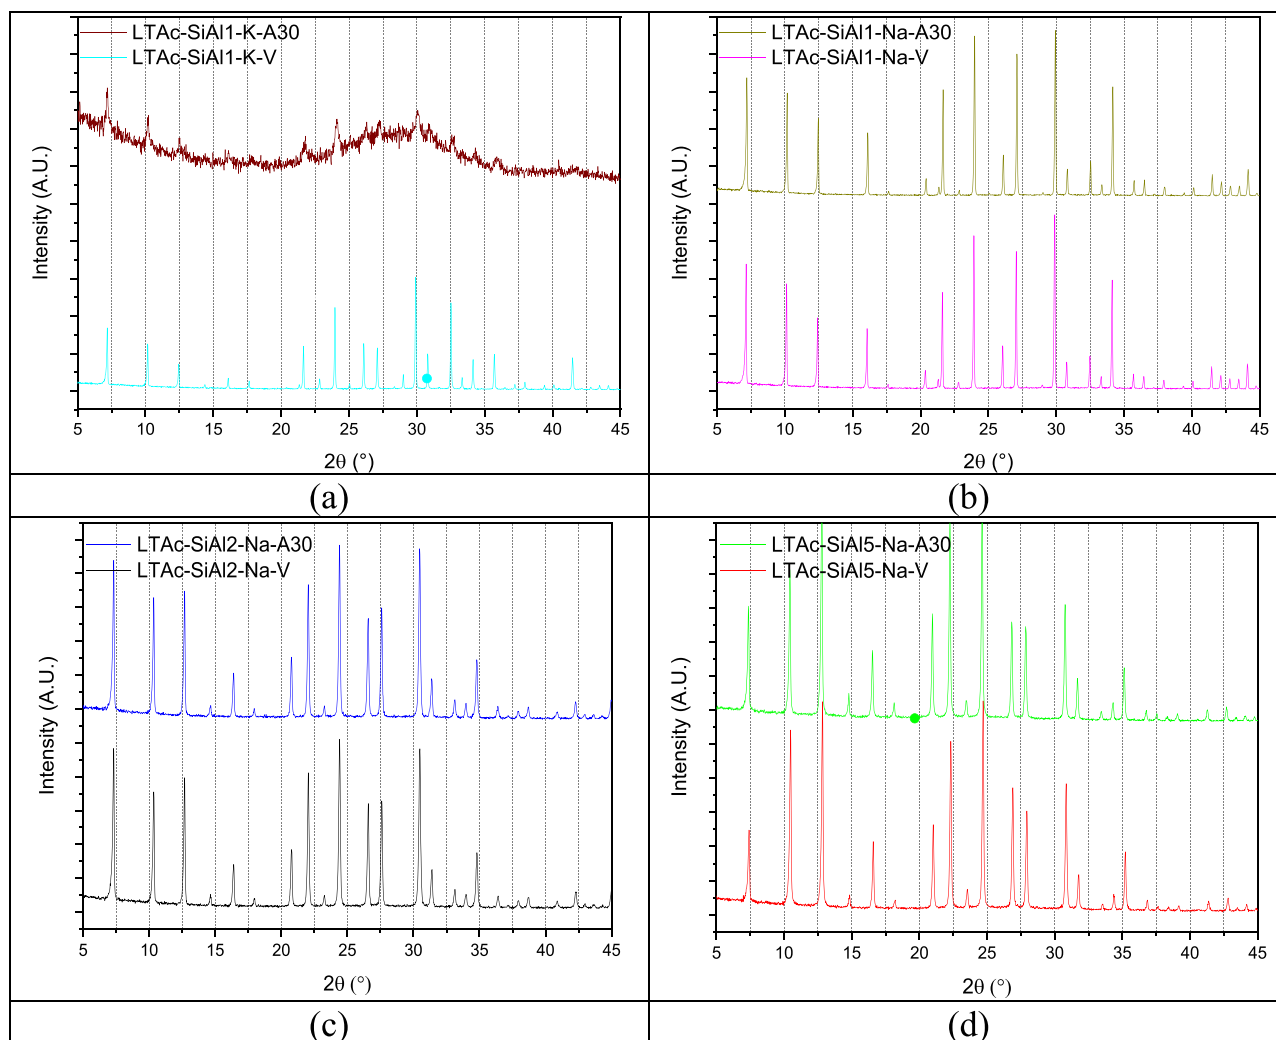 LTAc-SiAl1-K-A30
LTAc-SiAl1-K-V
Intensity (A.U.)
5 10 15 20 25 30 35 40 45
2θ (°)
LTAc-SiAl1-Na-A30
LTAc-SiAl1-Na-V
Intensity (A.U.)
5 10 15 20 25 30 35 40 45
2θ (°)
(a)
(b)
LTAc-SiAl2-Na-A30
LTAc-SiAl2-Na-V
Intensity (A.U.)
5 10 15 20 25 30 35 40 45
2θ (°)
LTAc-SiAl5-Na-A30
LTAc-SiAl5-Na-V
Intensity (A.U.)
5 10 15 20 25 30 35 40 45
2θ (°)
(c)
(d)